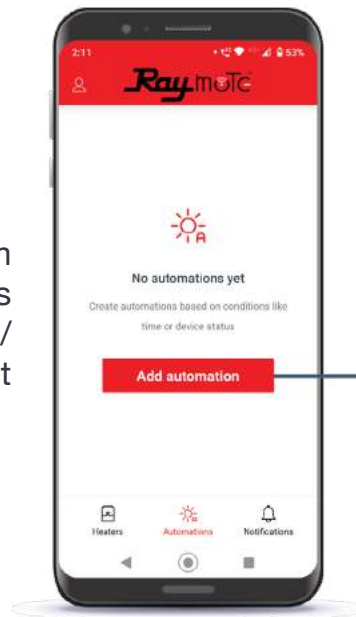 2:11
53%
Raymote
No automations yet
Create automations based on conditions like
time or device status
Add automation
Heaters
Automations
Notifications
n
s
/
t